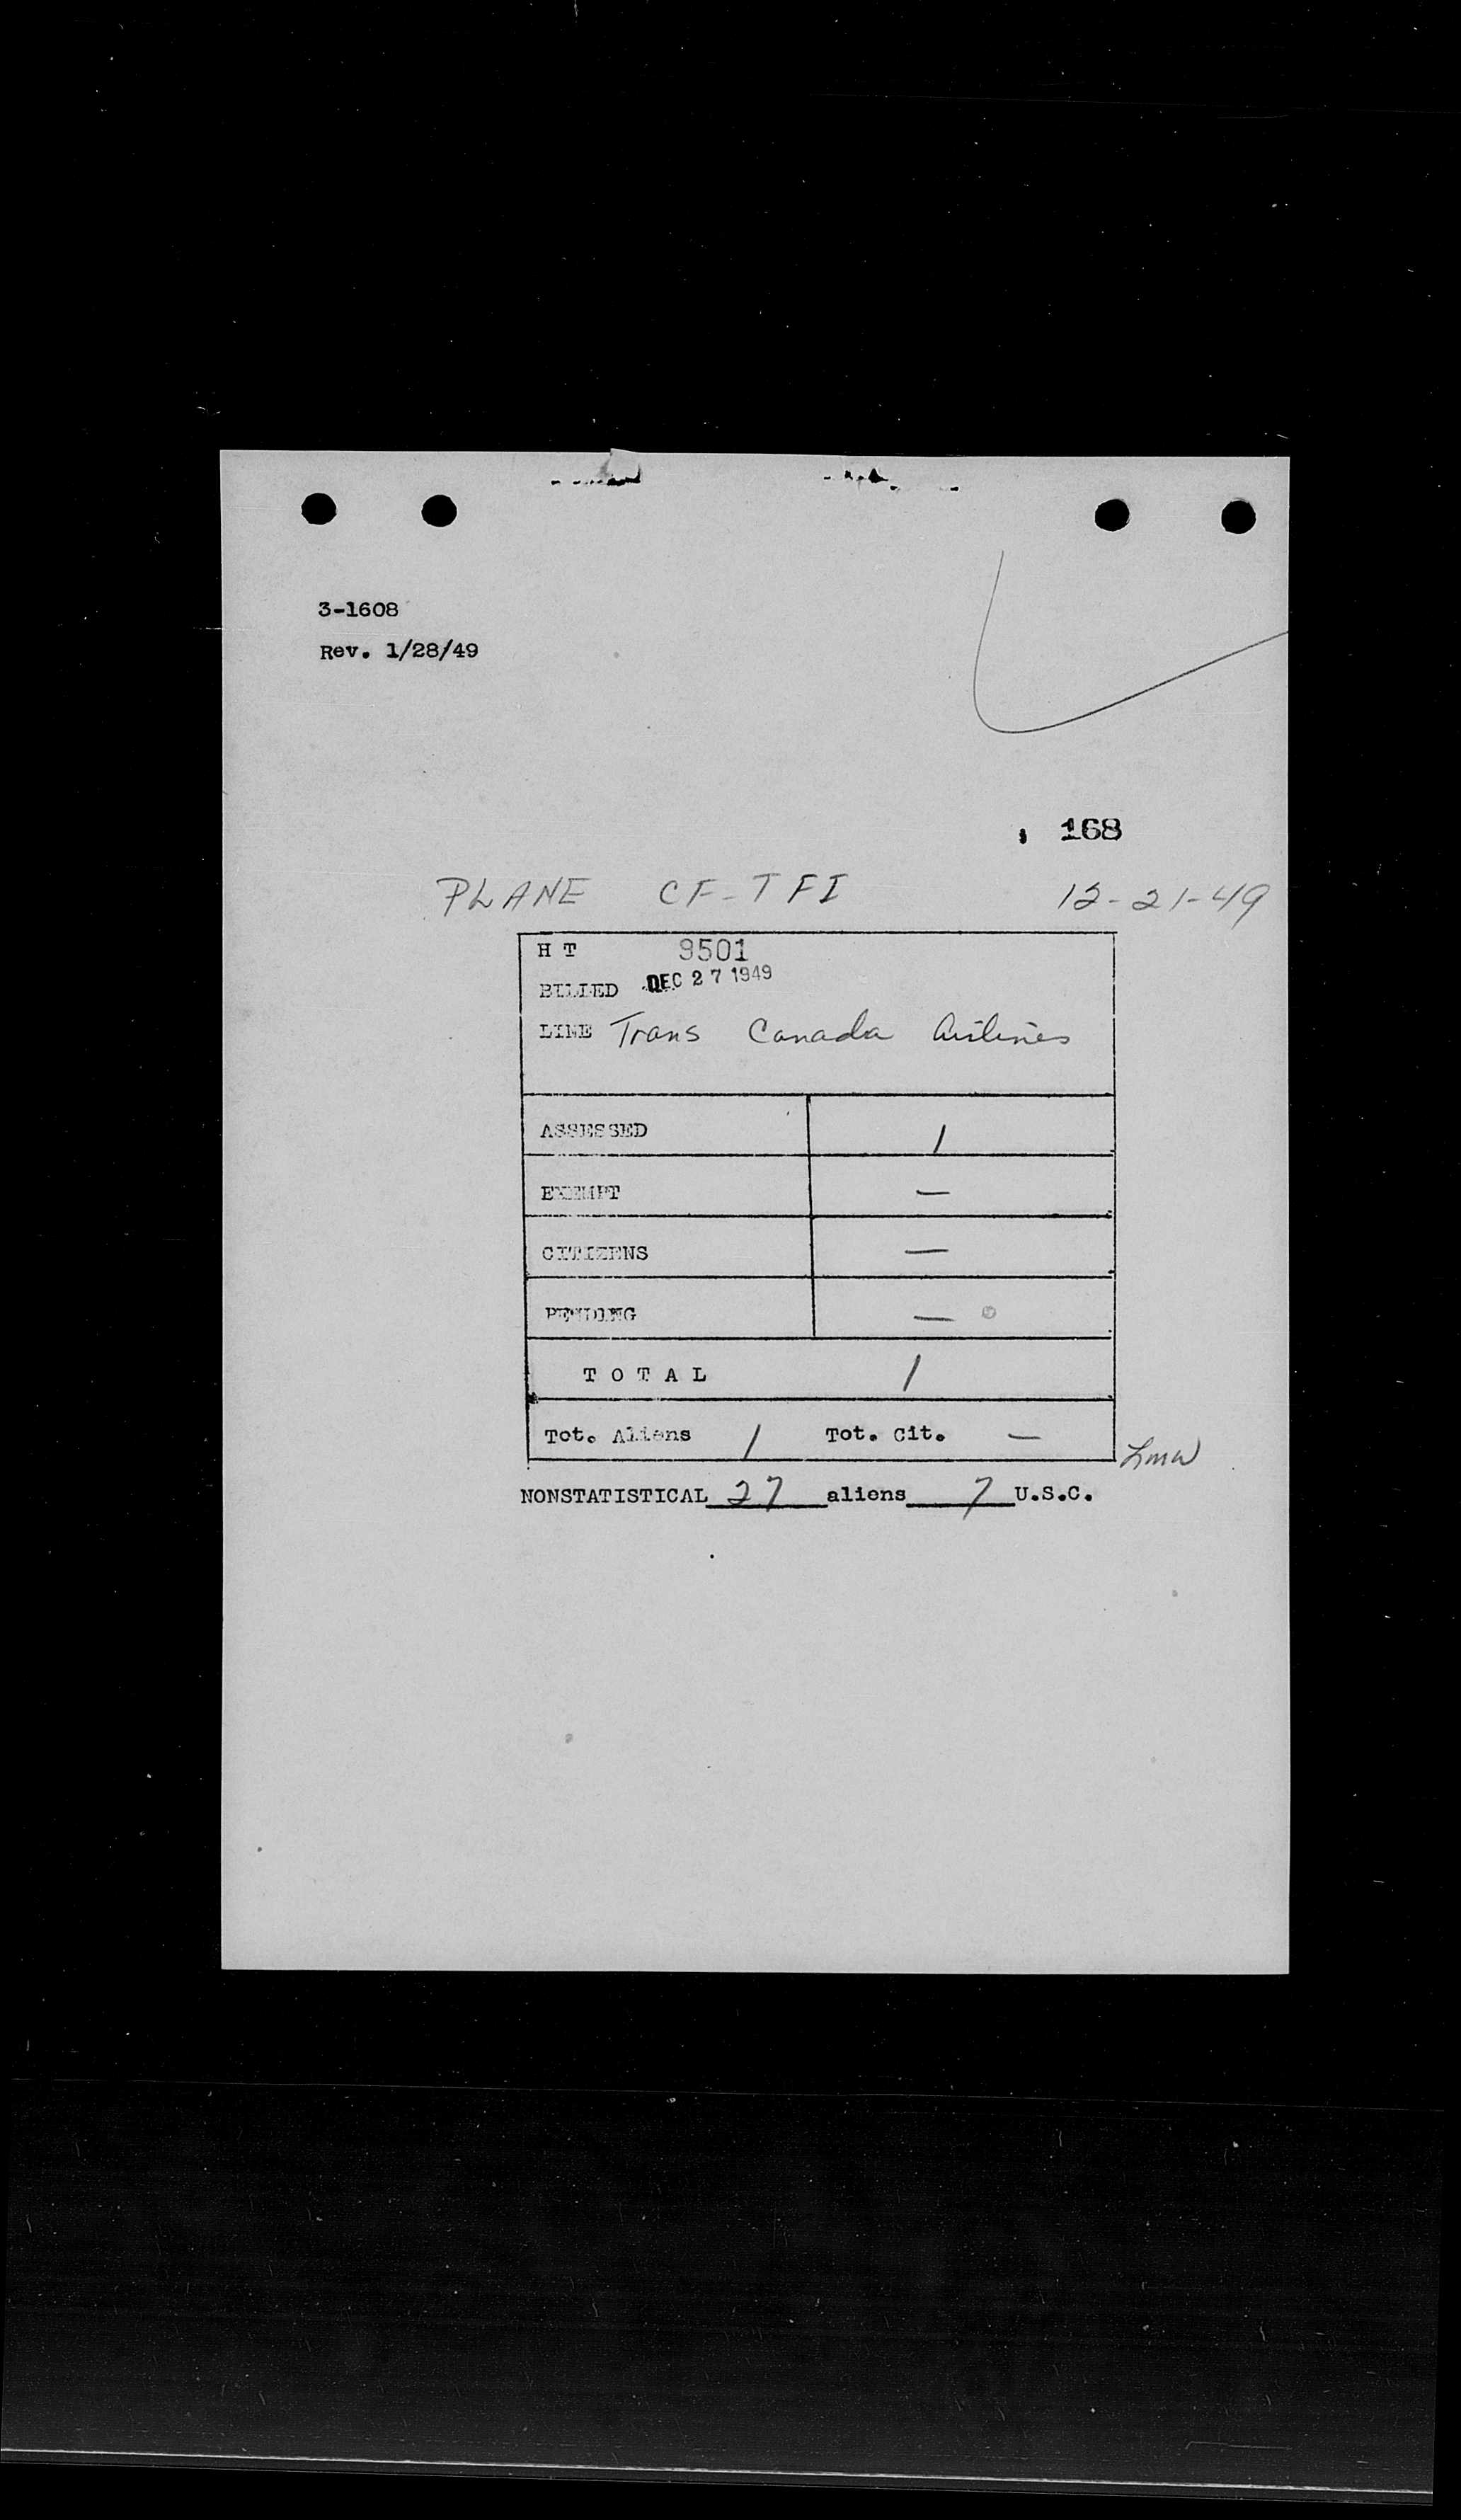 3-1608
Rev. 1/28/49
168
PLANE CF-TFI 12-21-49
H T 9501
BILLED DEC 27 1949
LINE Trans Canada Airlines
ASSESSED 1
EXEMPT —
CITIZENS —
PENDING —
T O T A L 1
Tot. Aliens 1 Tot. Cit. —
NONSTATISTICAL 27 aliens 7 U.S.C.